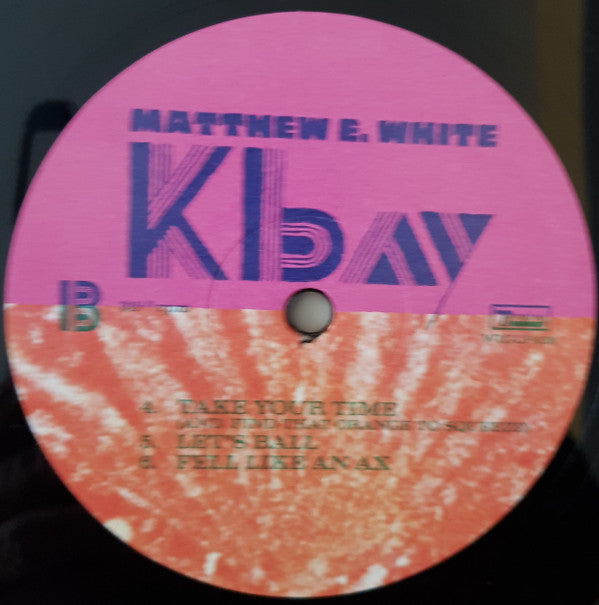 MATTHEW E. WHITE
K bay
B
4. TAKE YOUR TIME
(AND FIND THAT ORANGE TO SQUEEZE)
5. LET'S BALL
6. FELL LIKE AN AX